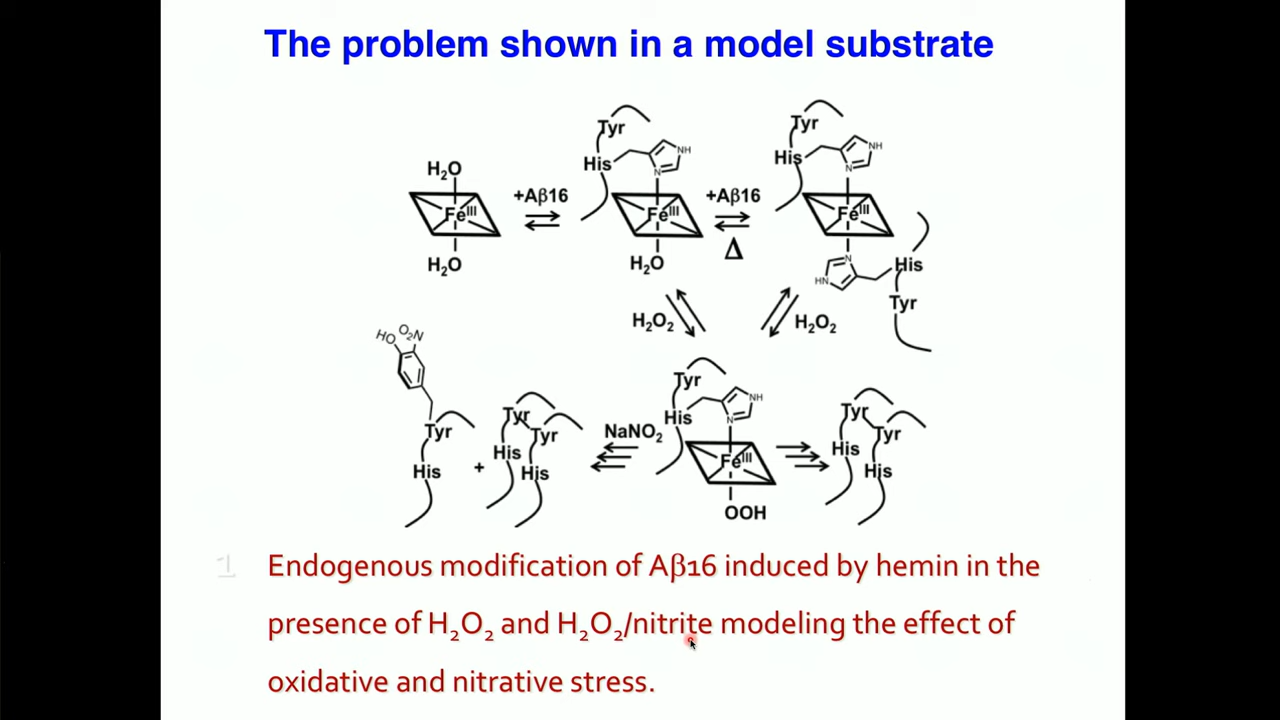 The problem shown in a model substrate
Tyr
Tyr
His
NH
N
His
NH
N
H₂O
+Aβ16
+Aβ16
Feᴵᴵᴵ
Feᴵᴵᴵ
Feᴵᴵᴵ
Δ
H₂O
H₂O
N
HN
His
Tyr
H₂O₂
H₂O₂
HO
O₂N
Tyr
His
NH
N
Tyr
Tyr
Tyr
NaNO₂
Tyr
Tyr
His
+
His
His
Feᴵᴵᴵ
His
His
OOH
1 Endogenous modification of Aβ16 induced by hemin in the
presence of H₂O₂ and H₂O₂/nitrite modeling the effect of
oxidative and nitrative stress.